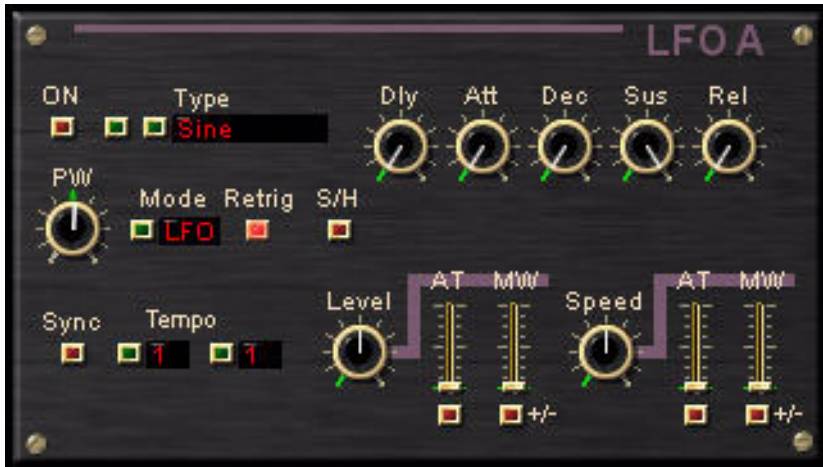 LFO A
ON Type Dly Att Dec Sus Rel
Sine
PW
Mode Retrig S/H
LFO
AT MW AT MW
Level Speed
Sync Tempo
1 1
+/- +/-